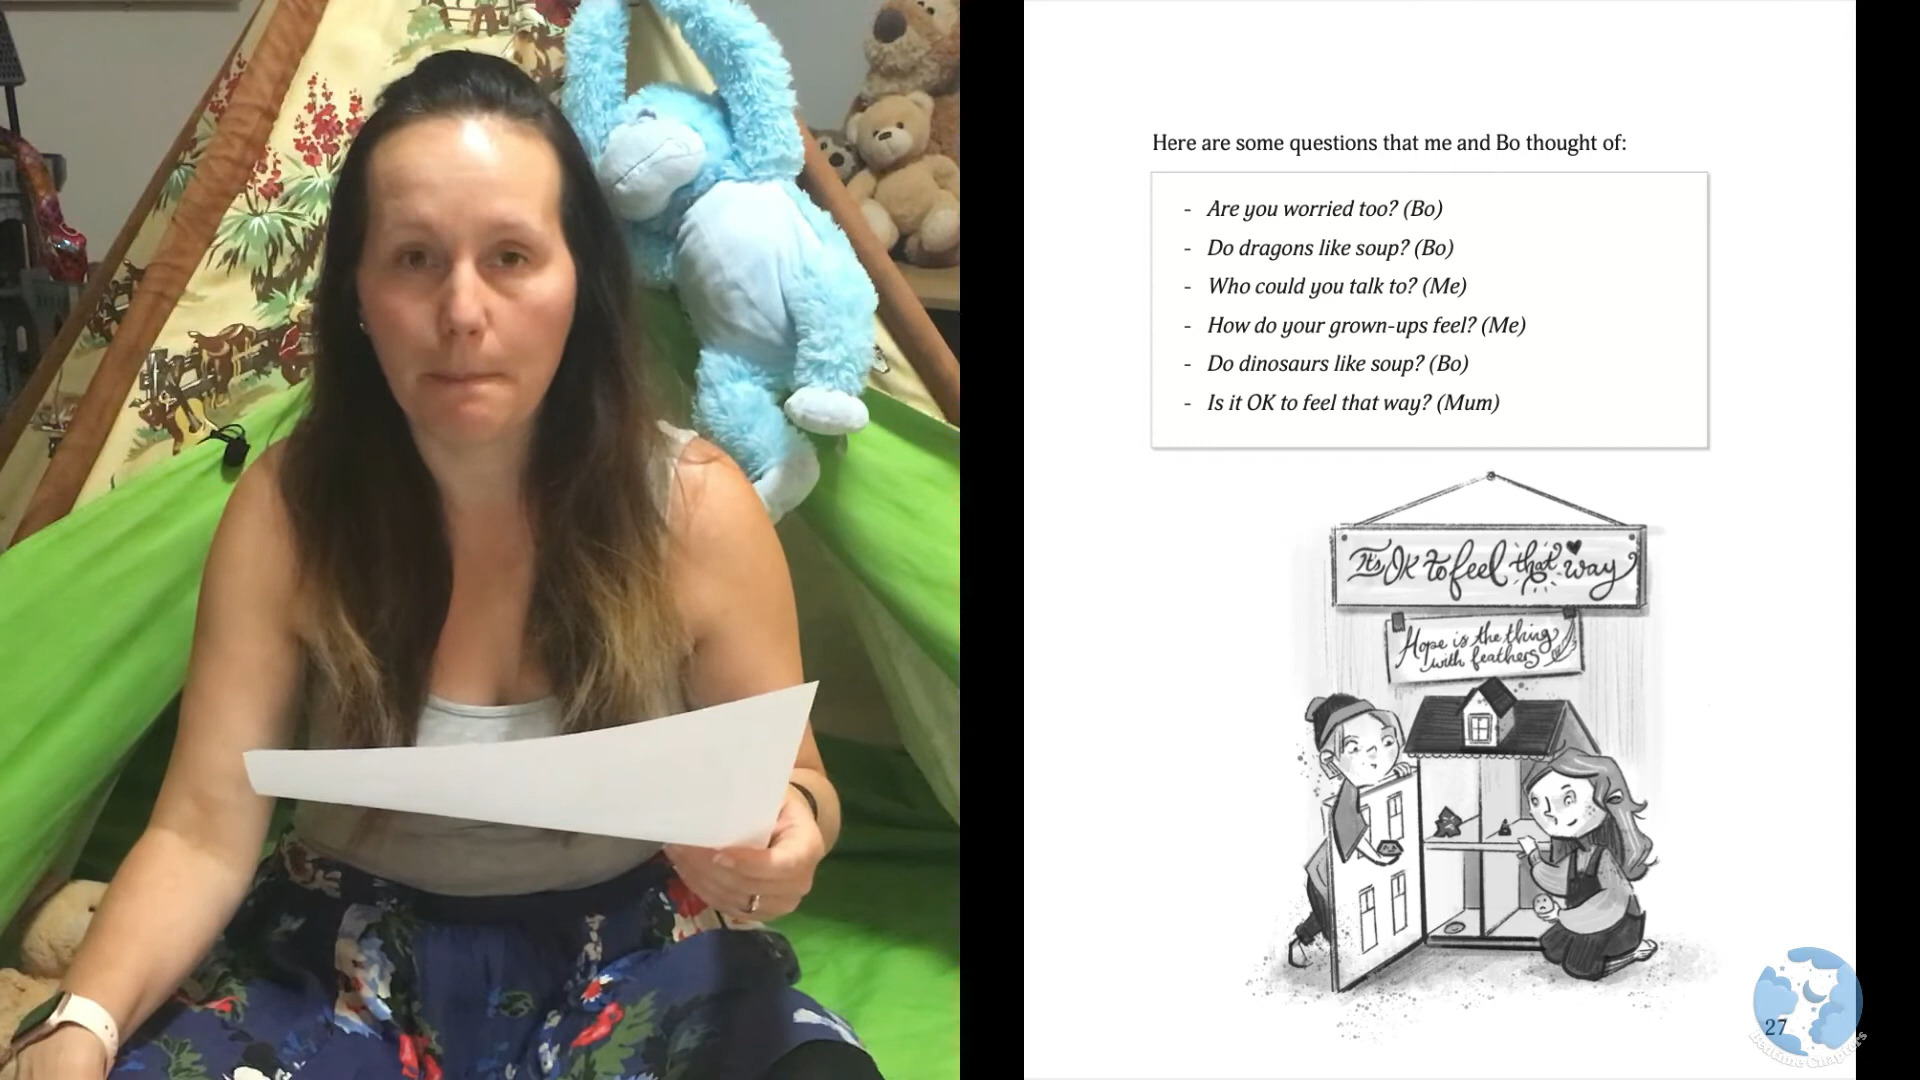 Here are some questions that me and Bo thought of:
- Are you worried too? (Bo)
- Do dragons like soup? (Bo)
- Who could you talk to? (Me)
- How do your grown-ups feel? (Me)
- Do dinosaurs like soup? (Bo)
- Is it OK to feel that way? (Mum)
It's OK to feel that way
Hope is the thing
with feathers
27
Bedtime Chapters